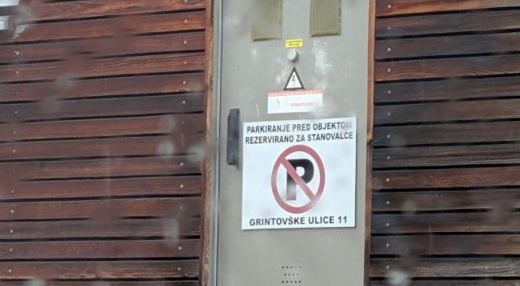 PARKIRANJE PRED OBJEKTOM
REZERVIRANO ZA STANOVALCE
P
GRINTOVŠKE ULICE 11